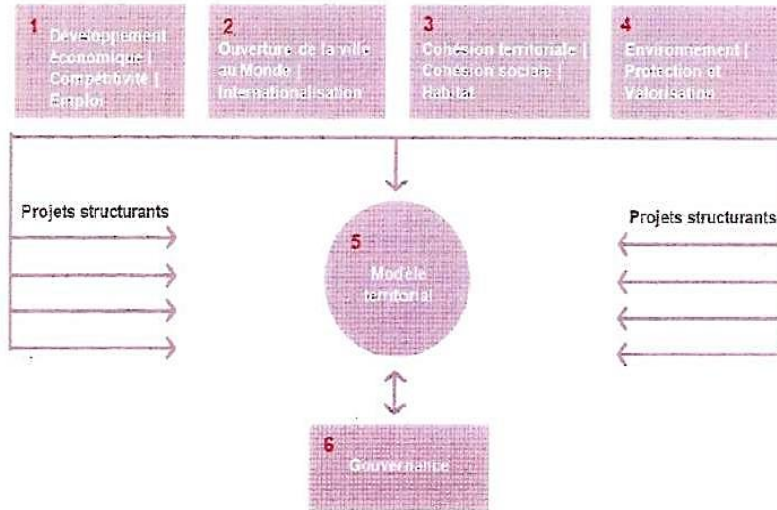 1
Développement
économique |
Compétitivité |
Emploi
2
Ouverture de la ville
au Monde |
Internationalisation
3
Cohésion territoriale |
Cohésion sociale |
Habitat
4
Environnement |
Protection et
Valorisation
Projets structurants
Projets structurants
5
Modèle
territorial
6
Gouvernance